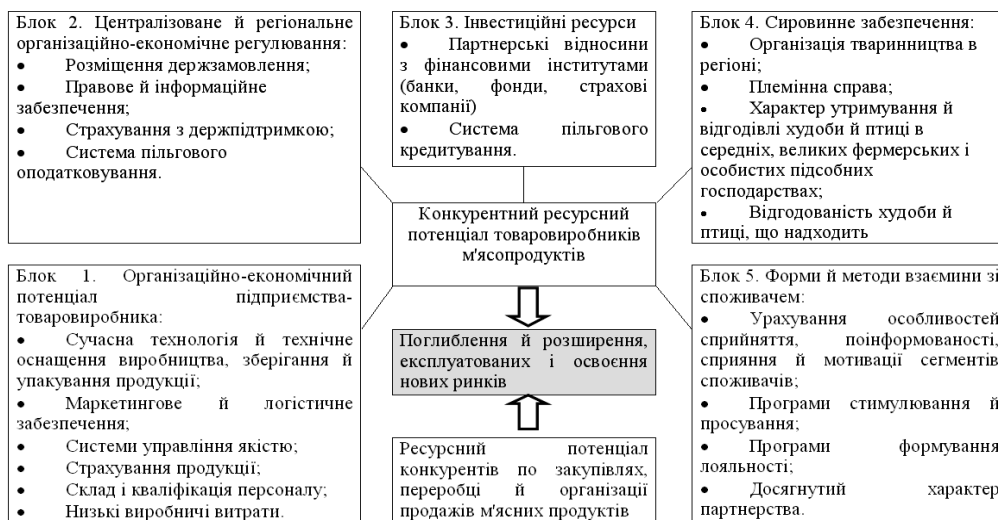 Блок 2. Централізоване й регіональне
організаційно-економічне регулювання:
• Розміщення держзамовлення;
• Правове й інформаційне
забезпечення;
• Страхування з держпідтримкою;
• Система пільгового
оподатковування.
Блок 3. Інвестиційні ресурси
• Партнерські відносини
з фінансовими інститутами
(банки, фонди, страхові
компанії)
• Система пільгового
кредитування.
Блок 4. Сировинне забезпечення:
• Організація тваринництва в
регіоні;
• Племінна справа;
• Характер утримування й
відгодівлі худоби й птиці в
середніх, великих фермерських і
особистих підсобних
господарствах;
• Відгодованість худоби й
птиці, що надходить
Конкурентний ресурсний
потенціал товаровиробників
м'ясопродуктів
Блок 1. Організаційно-економічний
потенціал підприємства-
товаровиробника:
• Сучасна технологія й технічне
оснащення виробництва, зберігання й
упакування продукції;
• Маркетингове й логістичне
забезпечення;
• Системи управління якістю;
• Страхування продукції;
• Склад і кваліфікація персоналу;
• Низькі виробничі витрати.
Поглиблення й розширення,
експлуатованих і освоєння
нових ринків
Ресурсний потенціал
конкурентів по закупівлях,
переробці й організації
продажів м'ясних продуктів
Блок 5. Форми й методи взаємини зі
споживачем:
• Урахування особливостей
сприйняття, поінформованості,
сприяння й мотивації сегментів
споживачів;
• Програми стимулювання й
просування;
• Програми формування
лояльності;
• Досягнутий характер
партнерства.